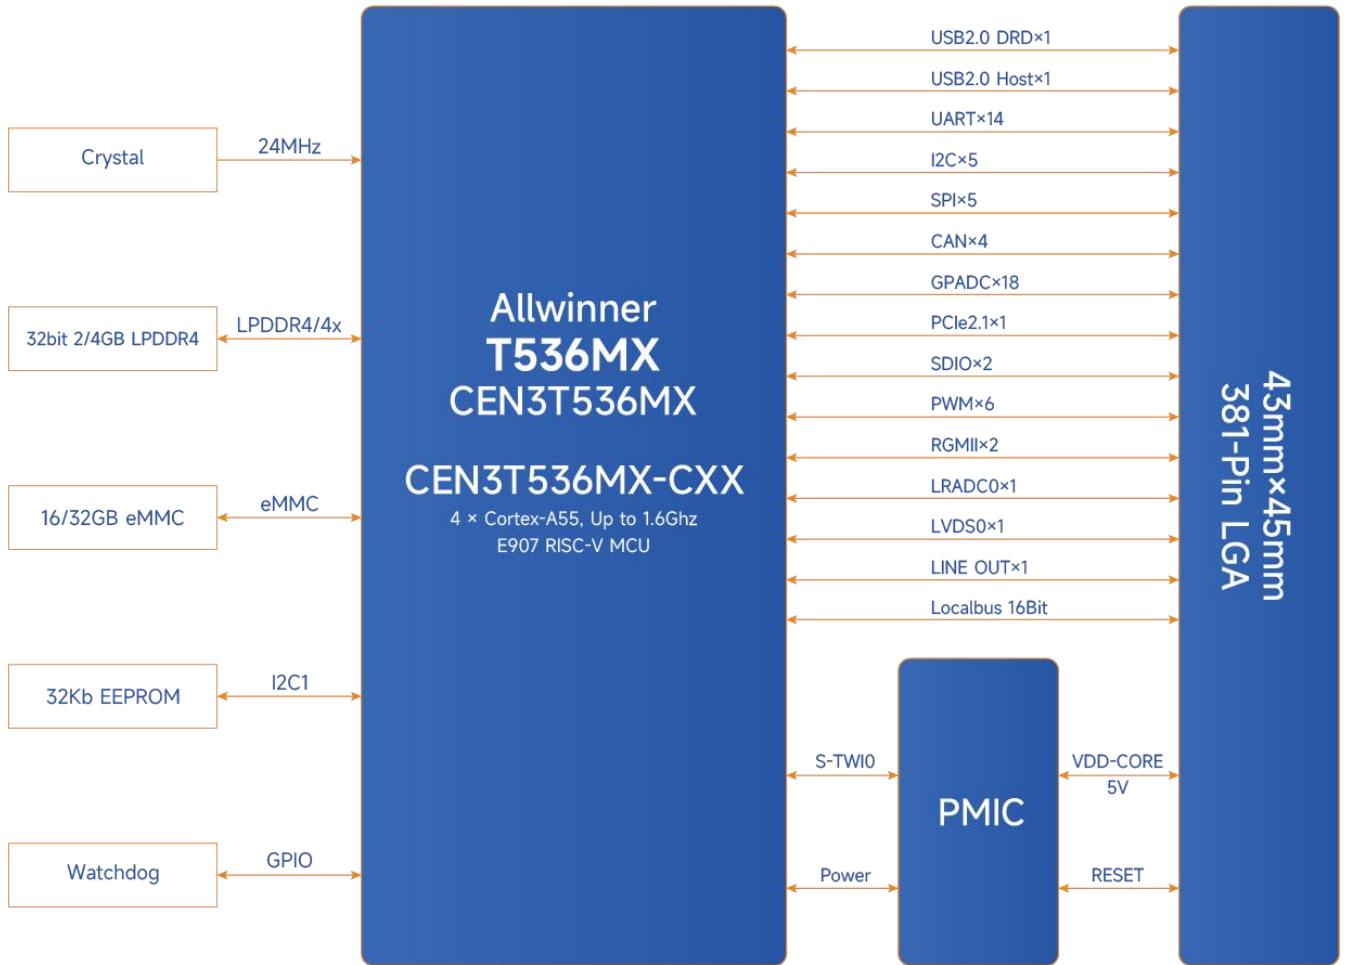 Crystal
24MHz
32bit 2/4GB LPDDR4
LPDDR4/4x
16/32GB eMMC
eMMC
32Kb EEPROM
I2C1
Watchdog
GPIO
Allwinner
T536MX
CEN3T536MX
CEN3T536MX-CXX
4 × Cortex-A55, Up to 1.6Ghz
E907 RISC-V MCU
USB2.0 DRD×1
USB2.0 Host×1
UART×14
I2C×5
SPI×5
CAN×4
GPADC×18
PCIe2.1×1
SDIO×2
PWM×6
RGMII×2
LRADC0×1
LVDS0×1
LINE OUT×1
Localbus 16Bit
S-TWI0
Power
PMIC
VDD-CORE
5V
RESET
43mm×45mm
381-Pin LGA